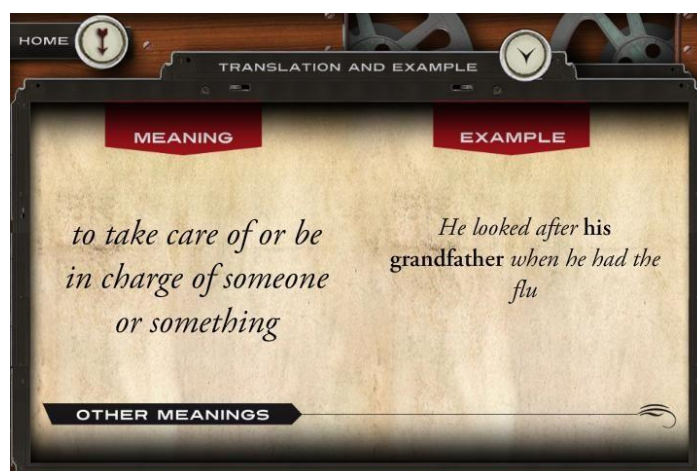 HOME
TRANSLATION AND EXAMPLE
MEANING
to take care of or be
in charge of someone
or something
EXAMPLE
He looked after his
grandfather when he had the
flu
OTHER MEANINGS